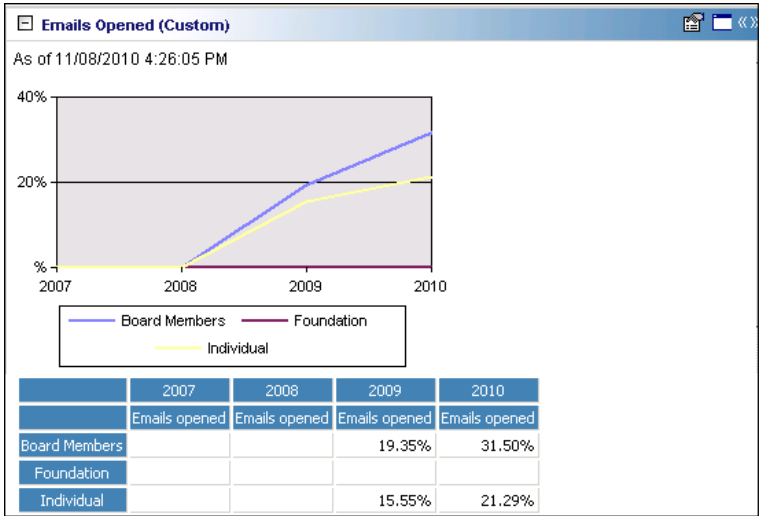 Emails Opened (Custom)
As of 11/08/2010 4:26:05 PM
40%
20%
%
2007 2008 2009 2010
Board Members Foundation
Individual
2007 2008 2009 2010
Emails opened Emails opened Emails opened Emails opened
Board Members 19.35% 31.50%
Foundation
Individual 15.55% 21.29%